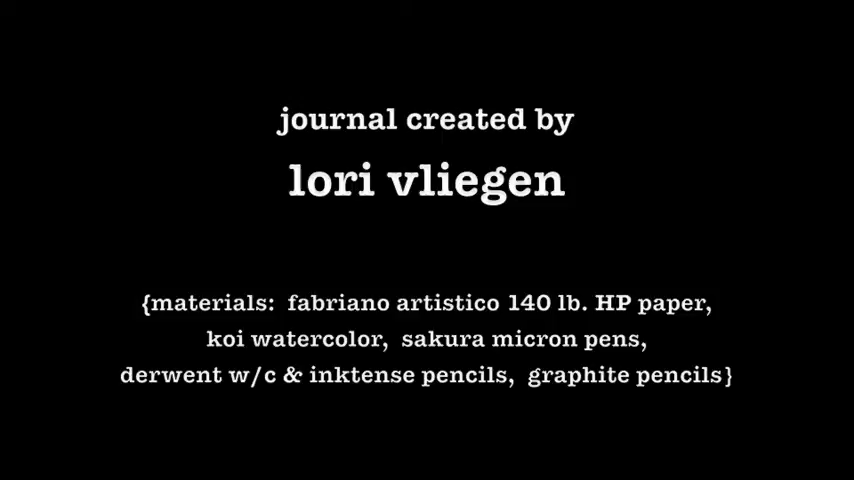 journal created by
lori vliegen
{materials: fabriano artistico 140 lb. HP paper,
koi watercolor, sakura micron pens,
derwent w/c & inktense pencils, graphite pencils}